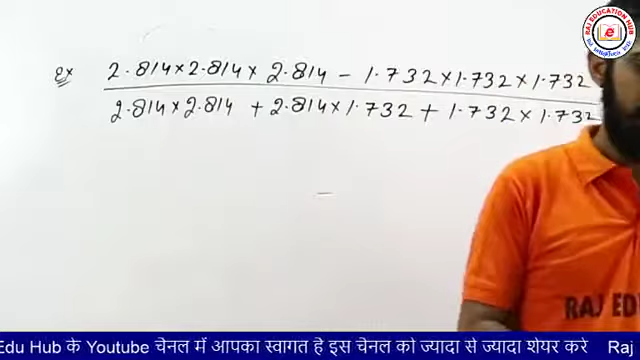 RAJ EDUCATION HUB
ex 2.814×2.814×2.814 - 1.732×1.732×1.732
2.814×2.814 + 2.814×1.732 + 1.732×1.732
RAJ EDU
Edu Hub के Youtube चेनल में आपका स्वागत है इस चेनल को ज्यादा से ज्यादा शेयर करे Raj